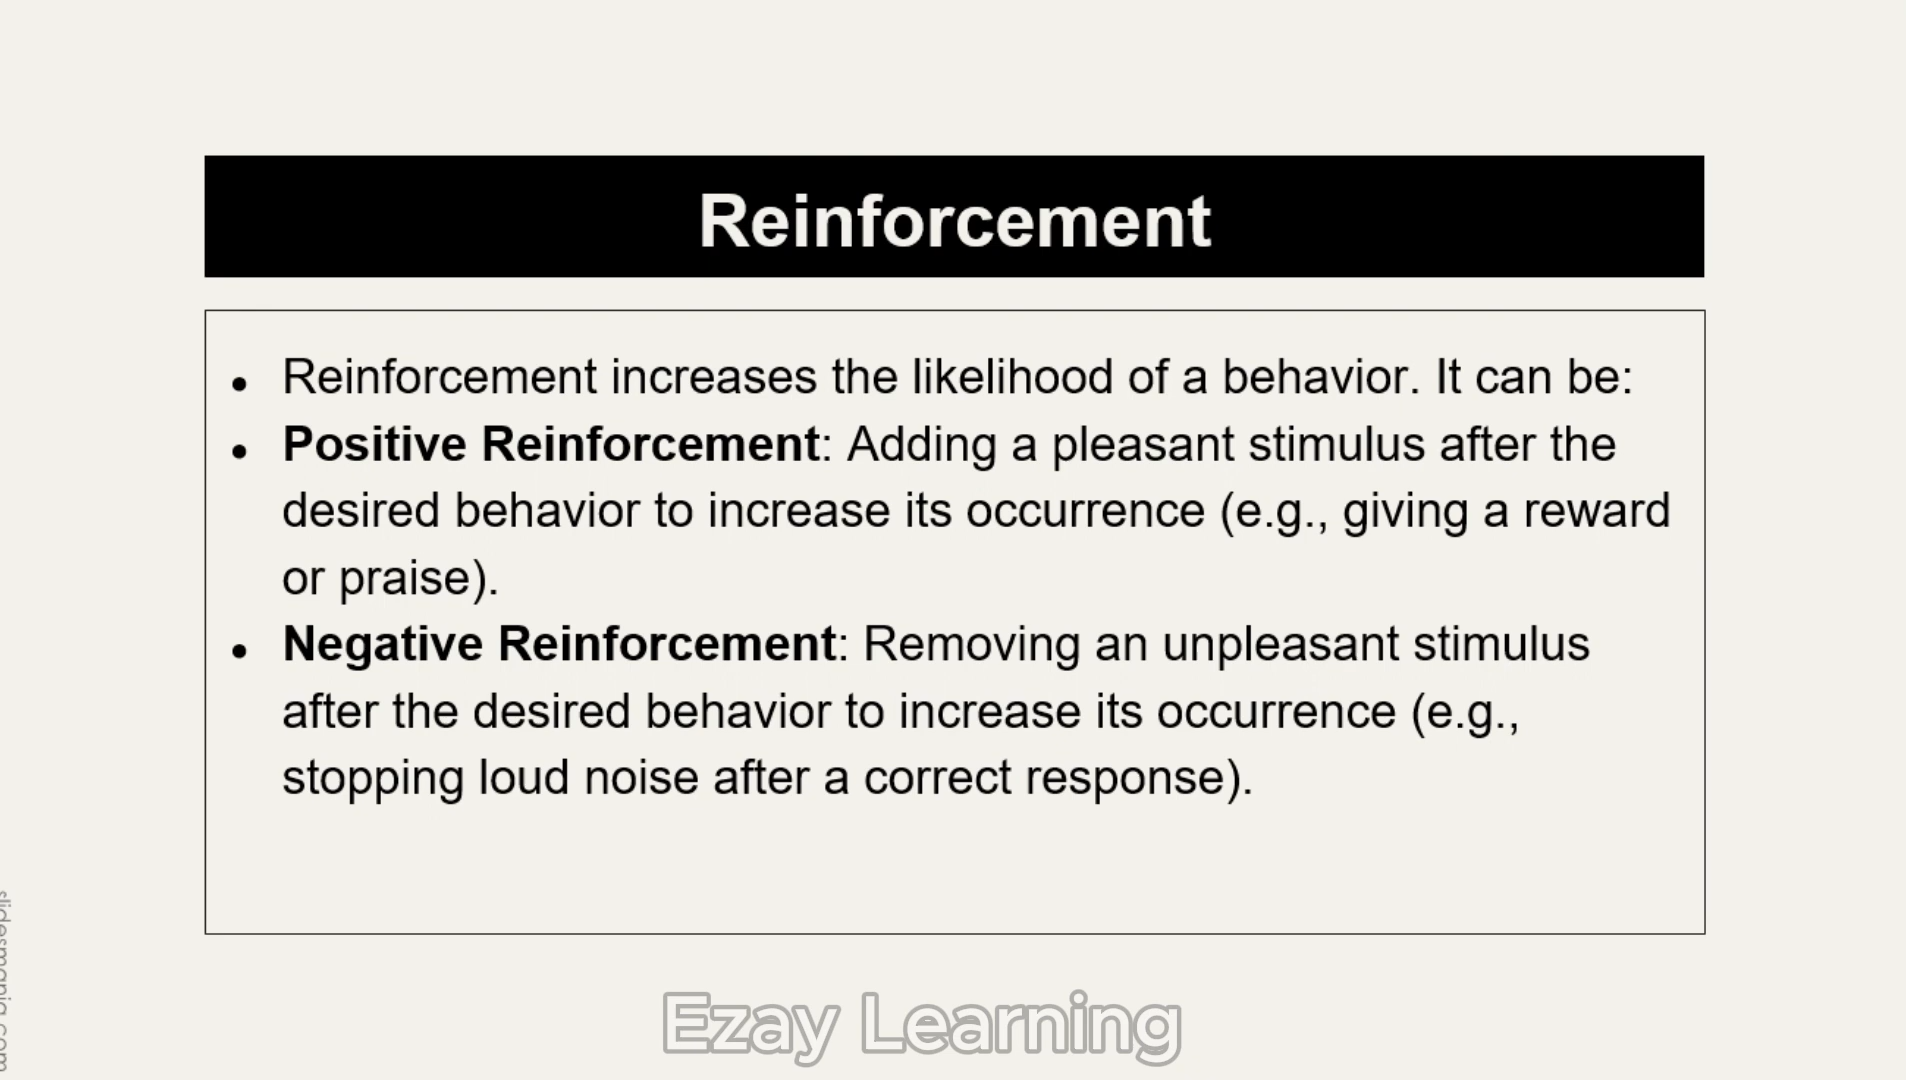 Reinforcement
• Reinforcement increases the likelihood of a behavior. It can be:
• Positive Reinforcement: Adding a pleasant stimulus after the
desired behavior to increase its occurrence (e.g., giving a reward
or praise).
• Negative Reinforcement: Removing an unpleasant stimulus
after the desired behavior to increase its occurrence (e.g.,
stopping loud noise after a correct response).
slidesmania.com
Ezay Learning